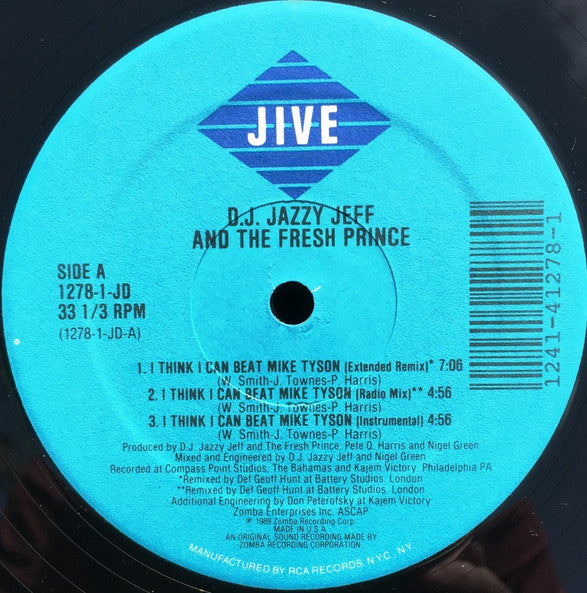 JIVE
D.J. JAZZY JEFF
AND THE FRESH PRINCE
SIDE A
1278-1-JD
33 1/3 RPM
(1278-1-JD-A)
1241-41278-1
1. I THINK I CAN BEAT MIKE TYSON (Extended Remix)* 7:06
(W. Smith-J. Townes-P. Harris)
2. I THINK I CAN BEAT MIKE TYSON (Radio Mix)** 4:56
(W. Smith-J. Townes-P. Harris)
3. I THINK I CAN BEAT MIKE TYSON (Instrumental) 4:56
(W. Smith-J. Townes-P. Harris)
Produced by D.J. Jazzy Jeff and The Fresh Prince, Pete Q. Harris and Nigel Green
Mixed and Engineered by D.J. Jazzy Jeff and Nigel Green
Recorded at Compass Point Studios, The Bahamas and Kajem Victory, Philadelphia PA
*Remixed by Def Geoff Hunt at Battery Studios, London
**Remixed by Def Geoff Hunt at Battery Studios, London
Additional Engineering by Don Peterofsky at Kajem Victory
Zomba Enterprises Inc. ASCAP
℗ 1989 Zomba Recording Corp
MADE IN U.S.A
AN ORIGINAL SOUND RECORDING MADE BY
ZOMBA RECORDING CORPORATION
MANUFACTURED BY RCA RECORDS, N.Y.C., N.Y.